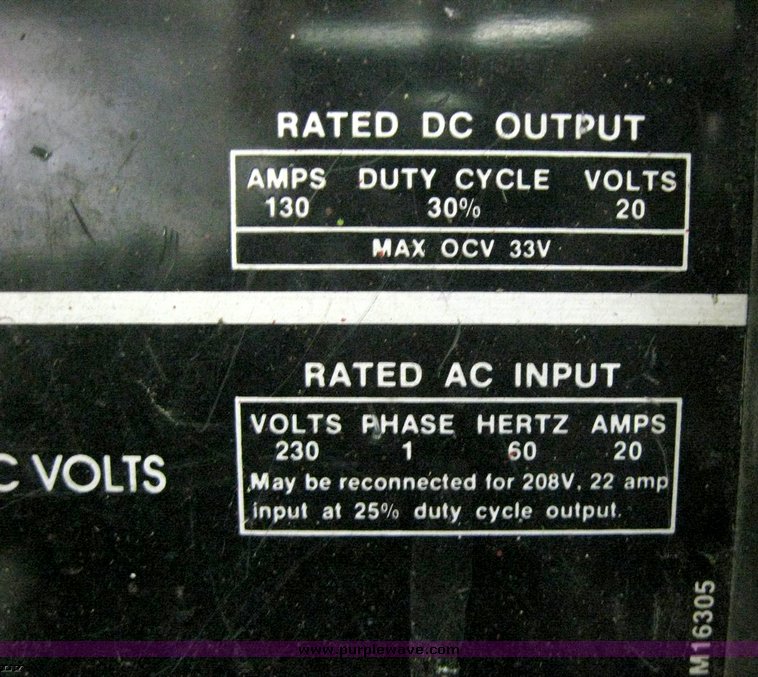 RATED DC OUTPUT
AMPS DUTY CYCLE VOLTS
130 30% 20
MAX OCV 33V
RATED AC INPUT
VOLTS PHASE HERTZ AMPS
230 1 60 20
May be reconnected for 208V, 22 amp
input at 25% duty cycle output.
C VOLTS
M16305
www.purplewave.com